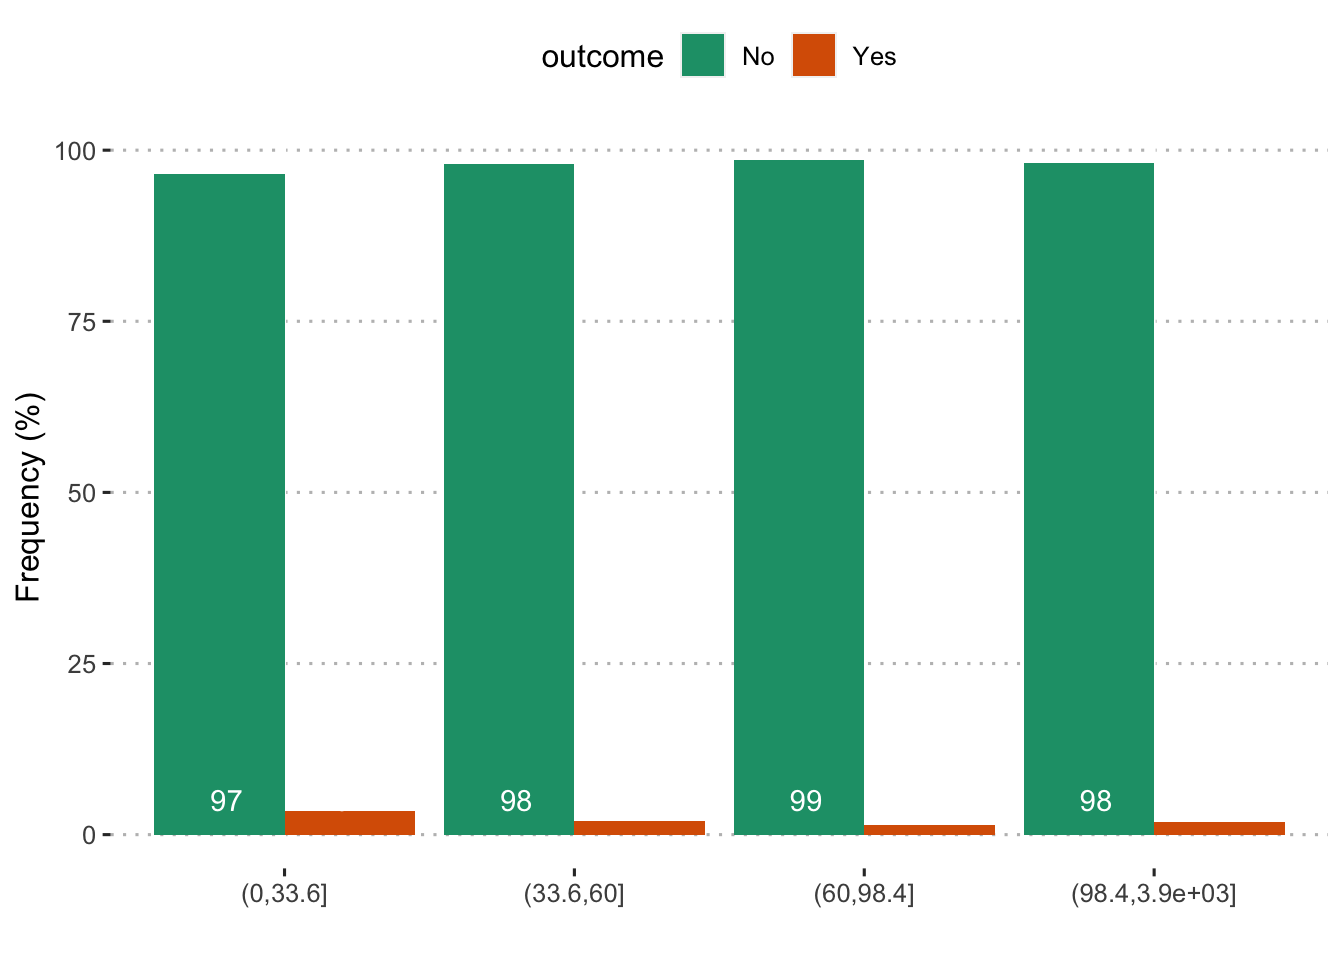 outcome No Yes
100
75
50
25
0
Frequency (%)
97 98 99 98
(0,33.6] (33.6,60] (60,98.4] (98.4,3.9e+03]